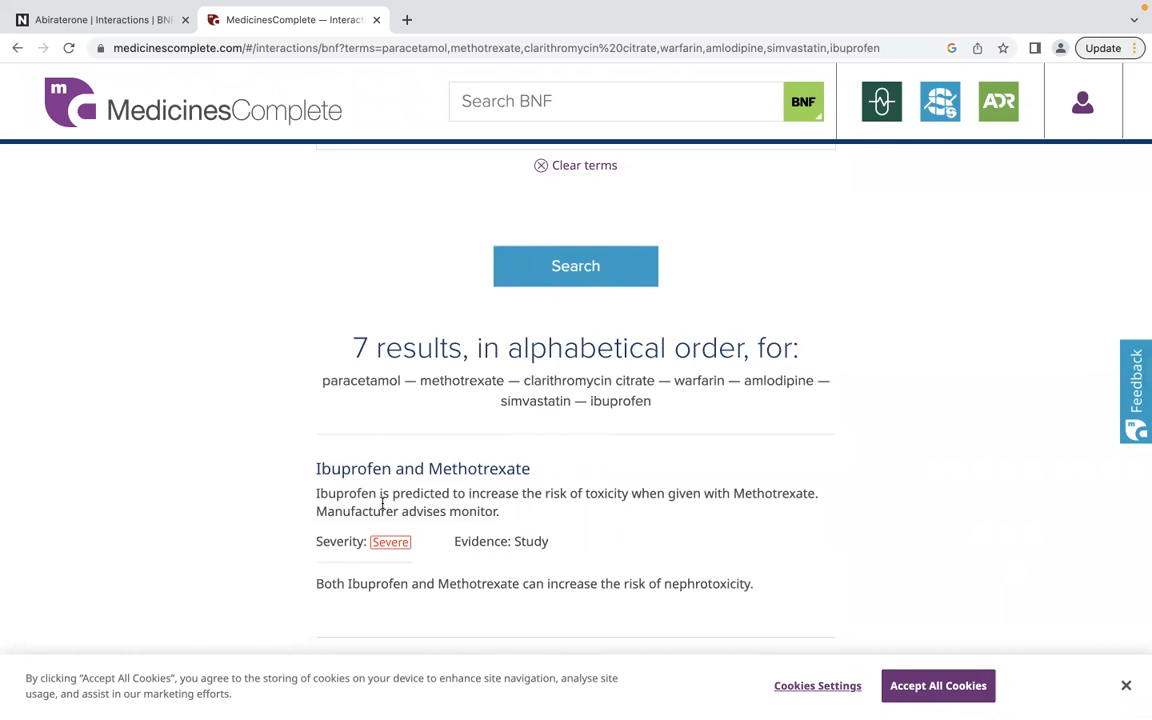 Abiraterone | Interactions | BNF
MedicinesComplete — Interact
medicinescomplete.com/#/interactions/bnf?terms=paracetamol,methotrexate,clarithromycin%20citrate,warfarin,amlodipine,simvastatin,ibuprofen
Update
MedicinesComplete
Search BNF
BNF
ADR
Clear terms
Search
7 results, in alphabetical order, for:
paracetamol — methotrexate — clarithromycin citrate — warfarin — amlodipine —
simvastatin — ibuprofen
Feedback
Ibuprofen and Methotrexate
Ibuprofen is predicted to increase the risk of toxicity when given with Methotrexate.
Manufacturer advises monitor.
Severity: Severe Evidence: Study
Both Ibuprofen and Methotrexate can increase the risk of nephrotoxicity.
By clicking “Accept All Cookies”, you agree to the storing of cookies on your device to enhance site navigation, analyse site
usage, and assist in our marketing efforts.
Cookies Settings
Accept All Cookies